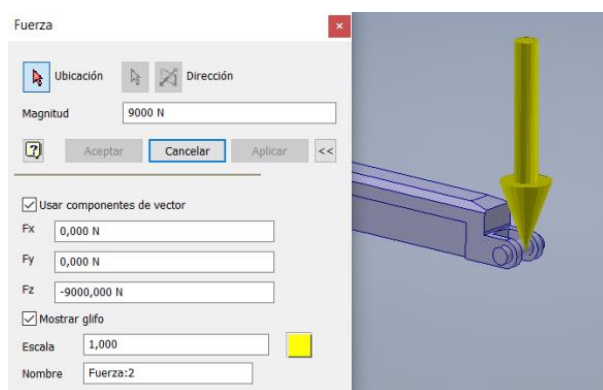 Fuerza
Ubicación Dirección
Magnitud 9000 N
Aceptar Cancelar Aplicar <<
Usar componentes de vector
Fx 0,000 N
Fy 0,000 N
Fz -9000,000 N
Mostrar glifo
Escala 1,000
Nombre Fuerza:2